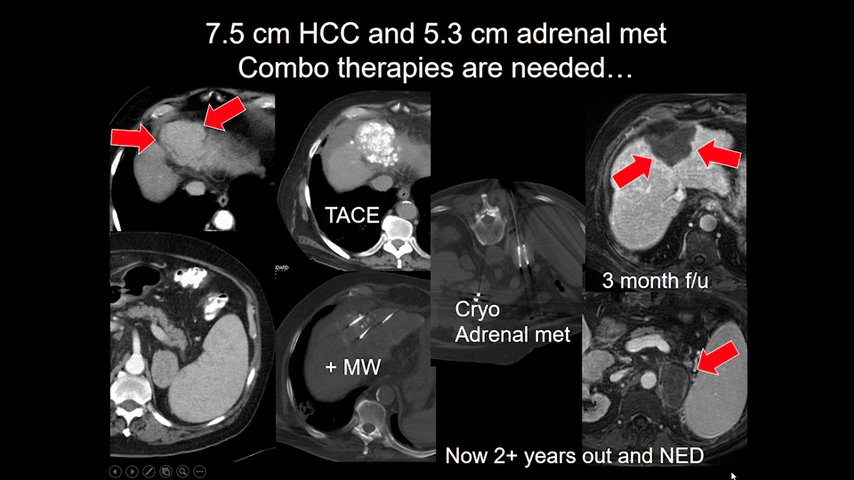 7.5 cm HCC and 5.3 cm adrenal met
Combo therapies are needed…
TACE
+ MW
Cryo
Adrenal met
3 month f/u
Now 2+ years out and NED